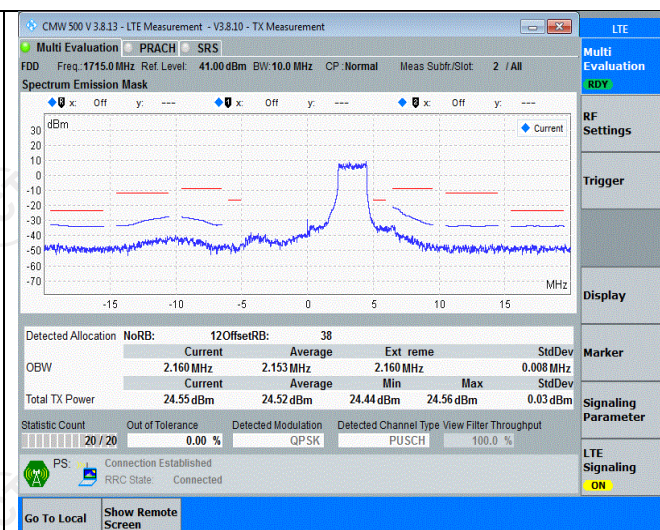 CMW 500 V 3.8.13 - LTE Measurement - V3.8.10 - TX Measurement
LTE
Multi Evaluation PRACH SRS
Multi
Evaluation
RDY
FDD Freq.:1715.0 MHz Ref. Level: 41.00 dBm BW:10.0 MHz CP :Normal Meas Subfr./Slot: 2 / All
Spectrum Emission Mask
x: Off y: --- x: Off y: --- x: Off y: ---
RF
Settings
dBm
Current
30
20
10
0
-10
-20
-30
-40
-50
-60
-70
MHz
-15 -10 -5 0 5 10 15
Trigger
Display
Detected Allocation NoRB: 12 OffsetRB: 38
Current Average Ext reme StdDev
OBW 2.160 MHz 2.153 MHz 2.160 MHz 0.008 MHz
Current Average Min Max StdDev
Total TX Power 24.55 dBm 24.52 dBm 24.44 dBm 24.56 dBm 0.03 dBm
Marker
Signaling
Parameter
Statistic Count Out of Tolerance Detected Modulation Detected Channel Type View Filter Throughput
20 / 20 0.00 % QPSK PUSCH 100.0 %
PS: Connection Established
RRC State: Connected
LTE
Signaling
ON
Go To Local
Show Remote
Screen